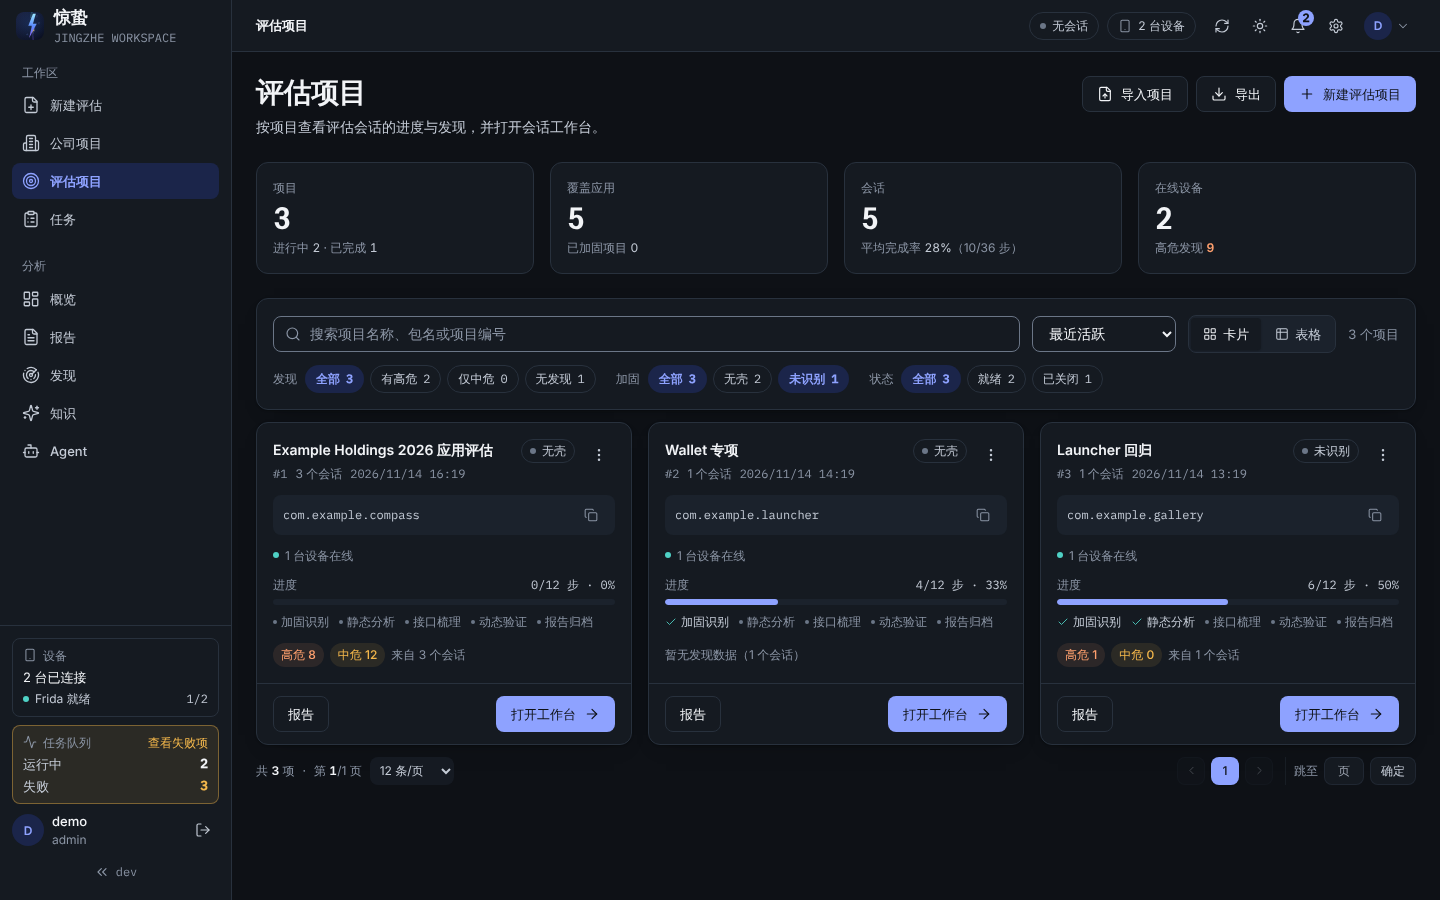 惊蛰
JINGZHE WORKSPACE
工作区
新建评估
公司项目
评估项目
任务
分析
概览
报告
发现
知识
Agent
设备
2 台已连接
Frida 就绪 1/2
任务队列 查看失败项
运行中 2
失败 3
D demo
admin
dev
评估项目
无会话
2 台设备
2
D
评估项目
按项目查看评估会话的进度与发现，并打开会话工作台。
导入项目
导出
新建评估项目
项目
3
进行中 2 · 已完成 1
覆盖应用
5
已加固项目 0
会话
5
平均完成率 28%（10/36 步）
在线设备
2
高危发现 9
搜索项目名称、包名或项目编号
最近活跃
卡片
表格
3 个项目
发现 全部 3 有高危 2 仅中危 0 无发现 1 加固 全部 3 无壳 2 未识别 1 状态 全部 3 就绪 2 已关闭 1
Example Holdings 2026 应用评估 无壳
#1 3 个会话 2026/11/14 16:19
com.example.compass
1 台设备在线
进度 0/12 步 · 0%
加固识别 静态分析 接口梳理 动态验证 报告归档
高危 8 中危 12 来自 3 个会话
报告 打开工作台
Wallet 专项 无壳
#2 1 个会话 2026/11/14 14:19
com.example.launcher
1 台设备在线
进度 4/12 步 · 33%
加固识别 静态分析 接口梳理 动态验证 报告归档
暂无发现数据（1 个会话）
报告 打开工作台
Launcher 回归 未识别
#3 1 个会话 2026/11/14 13:19
com.example.gallery
1 台设备在线
进度 6/12 步 · 50%
加固识别 静态分析 接口梳理 动态验证 报告归档
高危 1 中危 0 来自 1 个会话
报告 打开工作台
共 3 项 · 第 1/1 页 12 条/页
1 跳至 页 确定